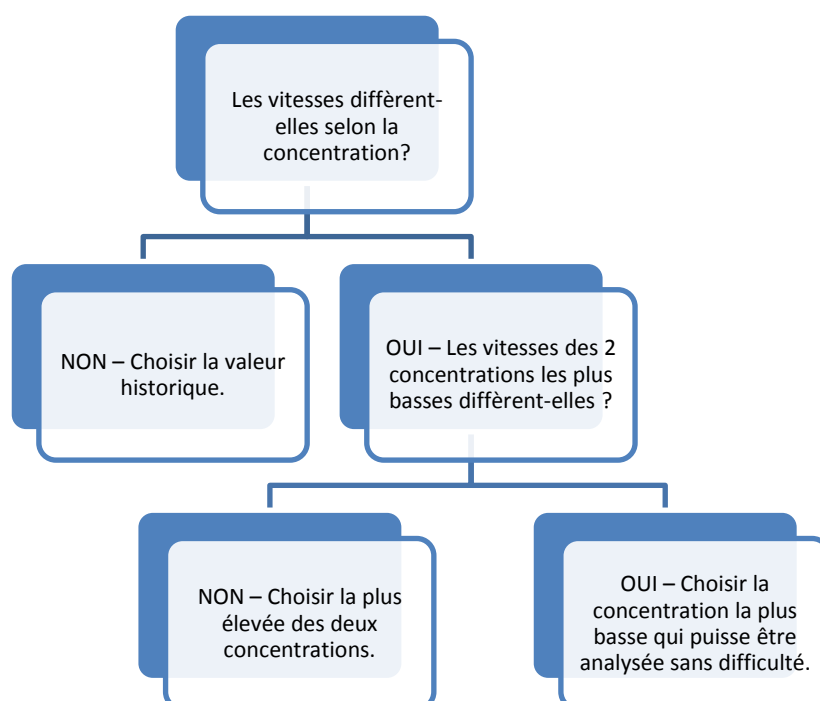 Les vitesses diffèrent-
elles selon la
concentration?
NON – Choisir la valeur
historique.
OUI – Les vitesses des 2
concentrations les plus
basses diffèrent-elles ?
NON – Choisir la plus
élevée des deux
concentrations.
OUI – Choisir la
concentration la plus
basse qui puisse être
analysée sans difficulté.